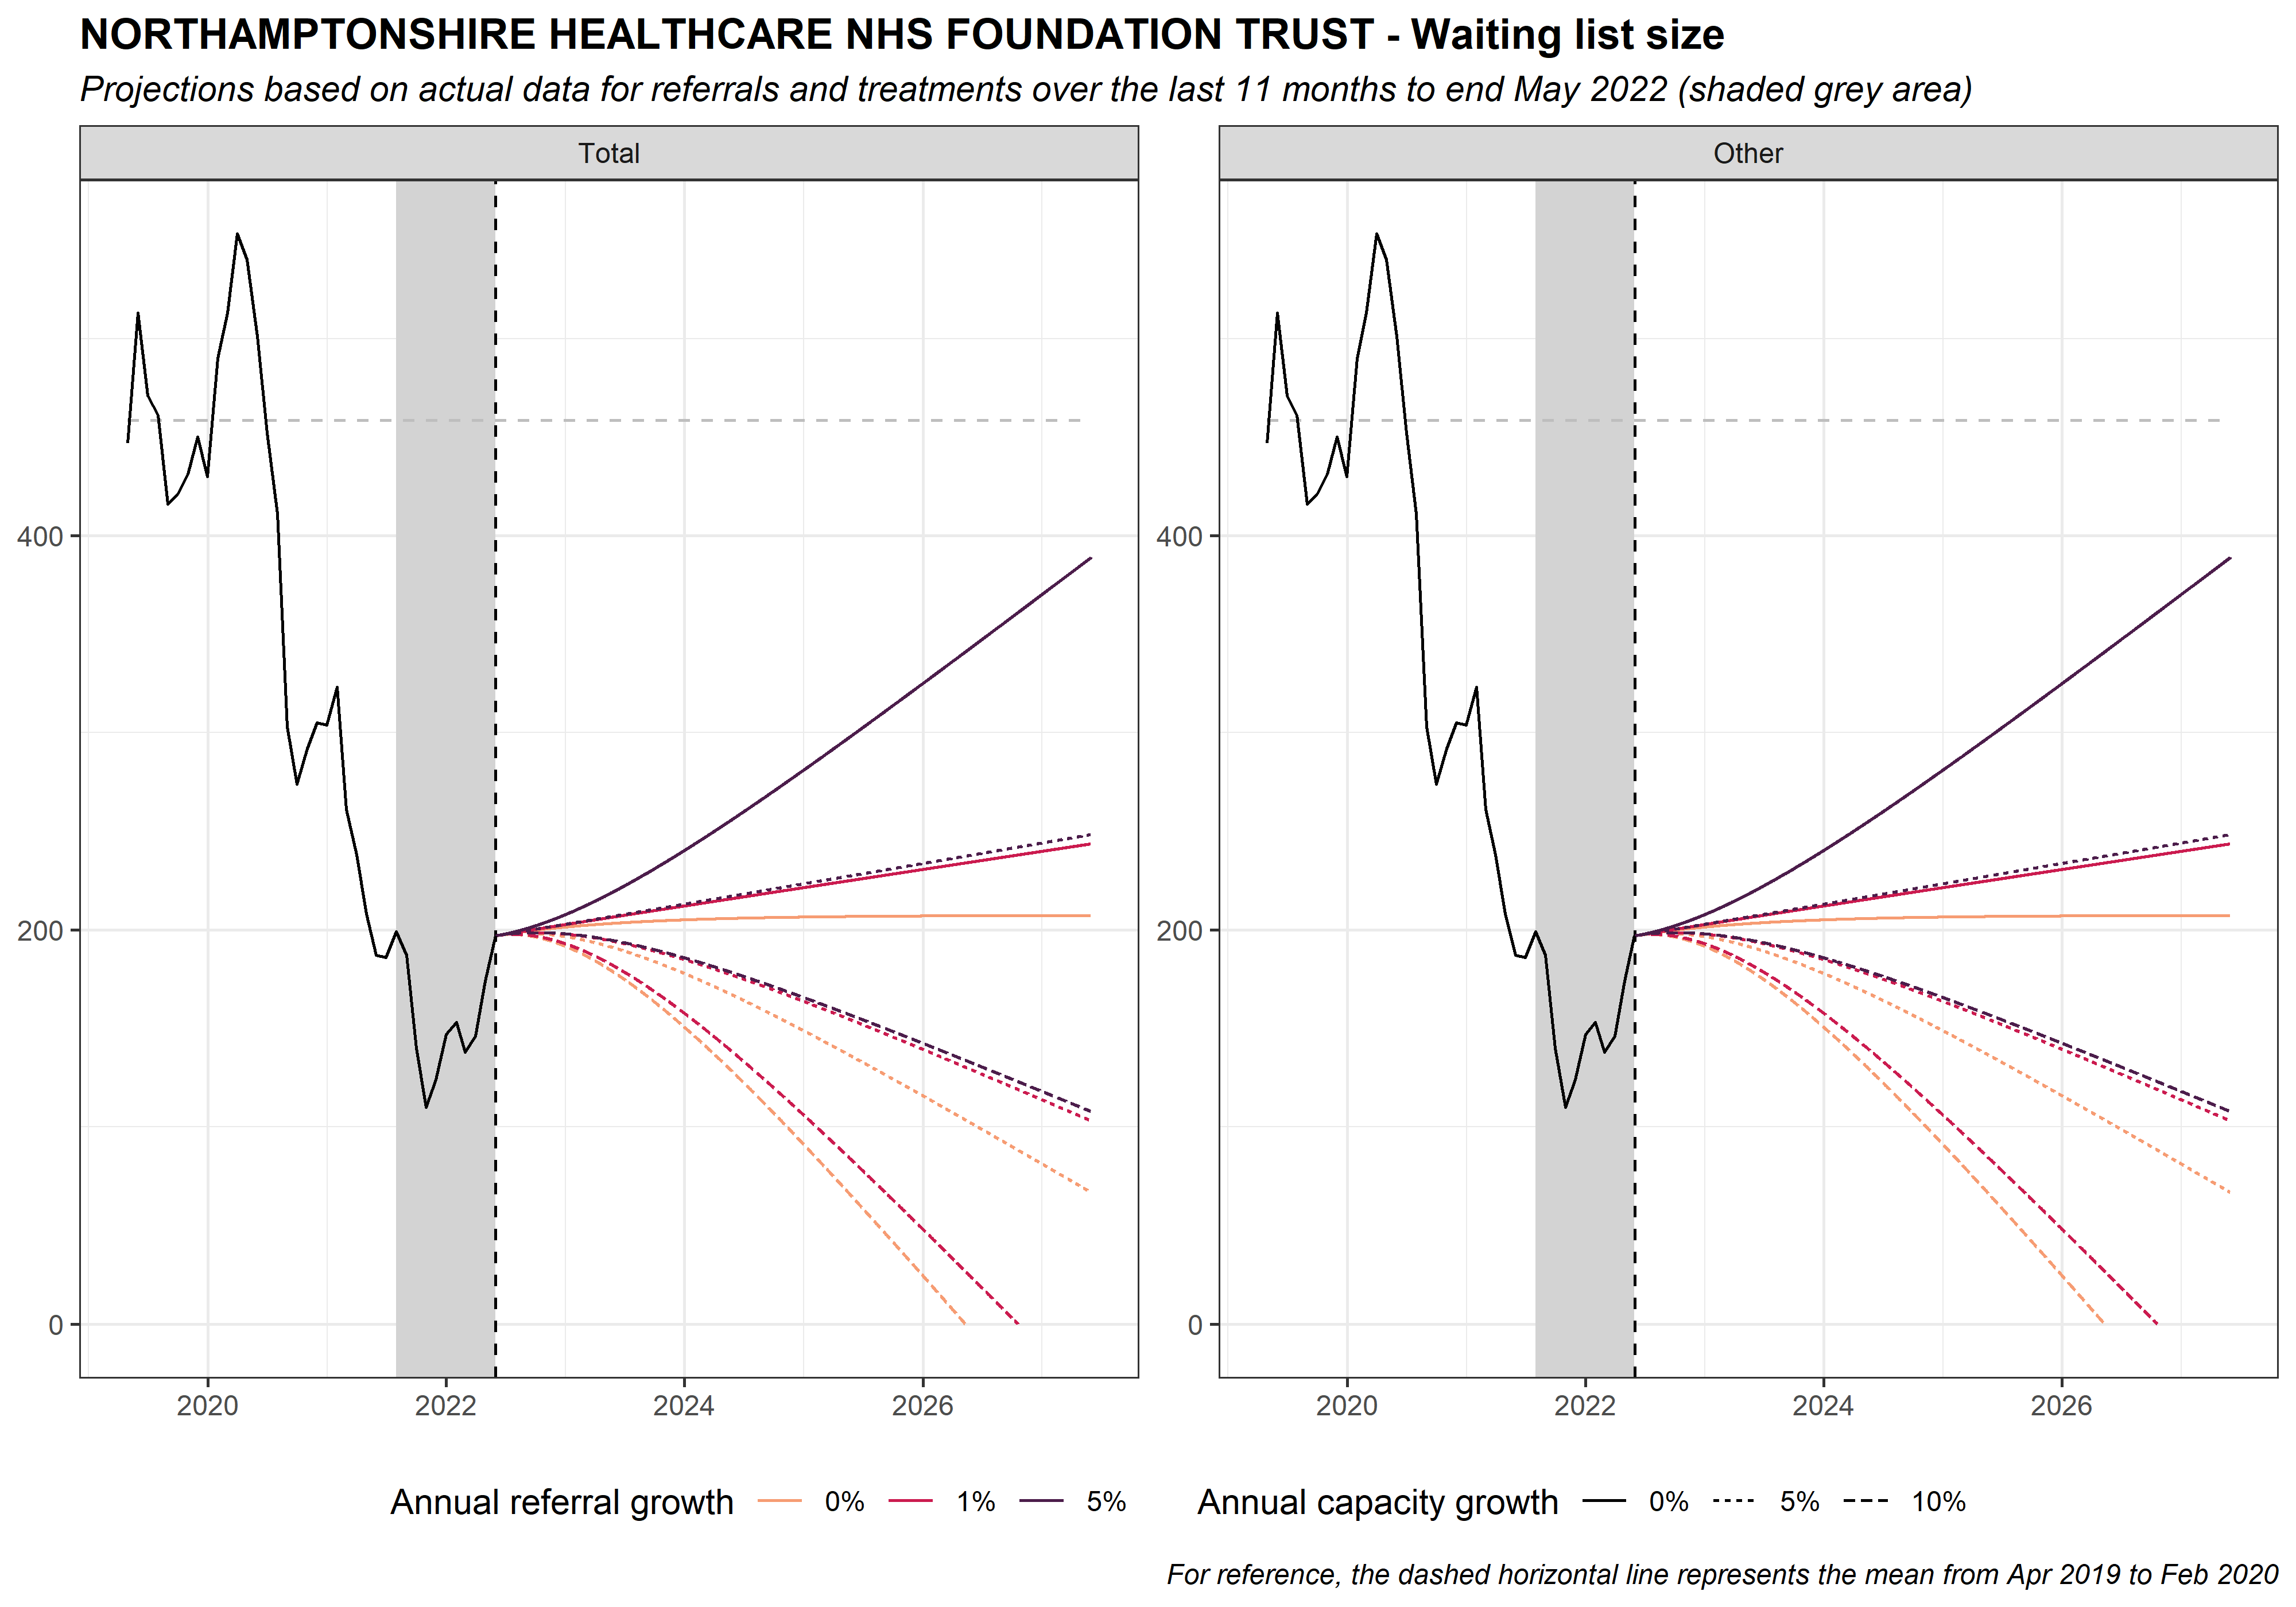 NORTHAMPTONSHIRE HEALTHCARE NHS FOUNDATION TRUST - Waiting list size
Projections based on actual data for referrals and treatments over the last 11 months to end May 2022 (shaded grey area)
Total
Other
400
200
0
400
200
0
2020 2022 2024 2026
2020 2022 2024 2026
Annual referral growth 0% 1% 5% Annual capacity growth 0% 5% 10%
For reference, the dashed horizontal line represents the mean from Apr 2019 to Feb 2020